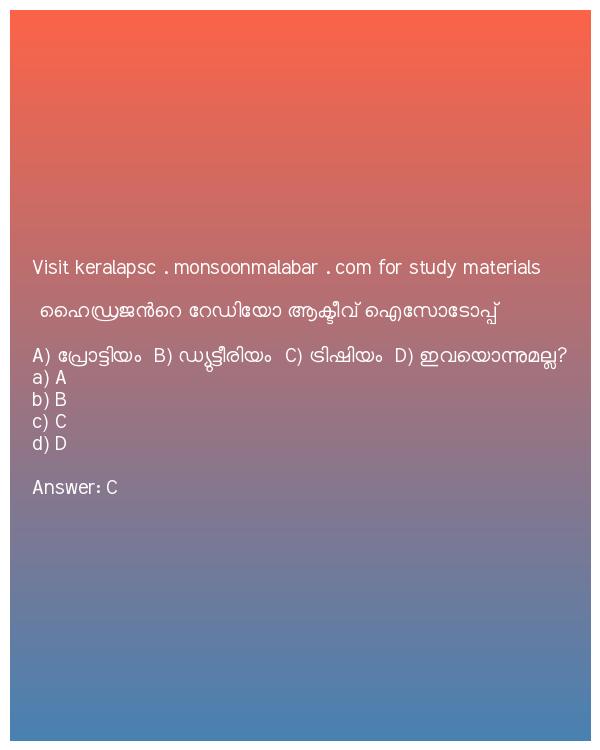 Visit keralapsc . monsoonmalabar . com for study materials
ഹൈഡ്രജൻറെ റേഡിയോ ആക്ടീവ് ഐസോടോപ്പ്
A) പ്രോട്ടിയം B) ഡ്യുട്ടീരിയം C) ട്രിഷിയം D) ഇവയൊന്നുമല്ല?
a) A
b) B
c) C
d) D
Answer: C